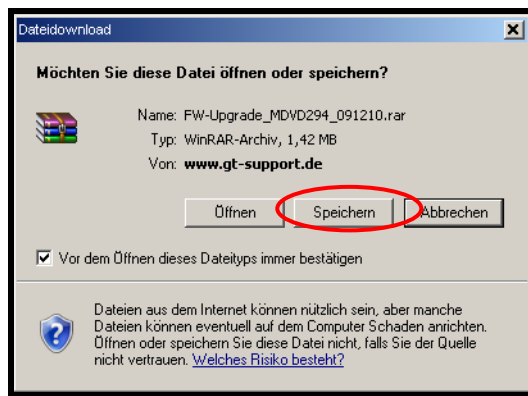 Dateidownload
Möchten Sie diese Datei öffnen oder speichern?
Name: FW-Upgrade_MDVD294_091210.rar
Typ: WinRAR-Archiv, 1,42 MB
Von: www.gt-support.de
Öffnen Speichern Abbrechen
Vor dem Öffnen dieses Dateityps immer bestätigen
Dateien aus dem Internet können nützlich sein, aber manche
Dateien können eventuell auf dem Computer Schaden anrichten.
Öffnen oder speichern Sie diese Datei nicht, falls Sie der Quelle
nicht vertrauen. Welches Risiko besteht?